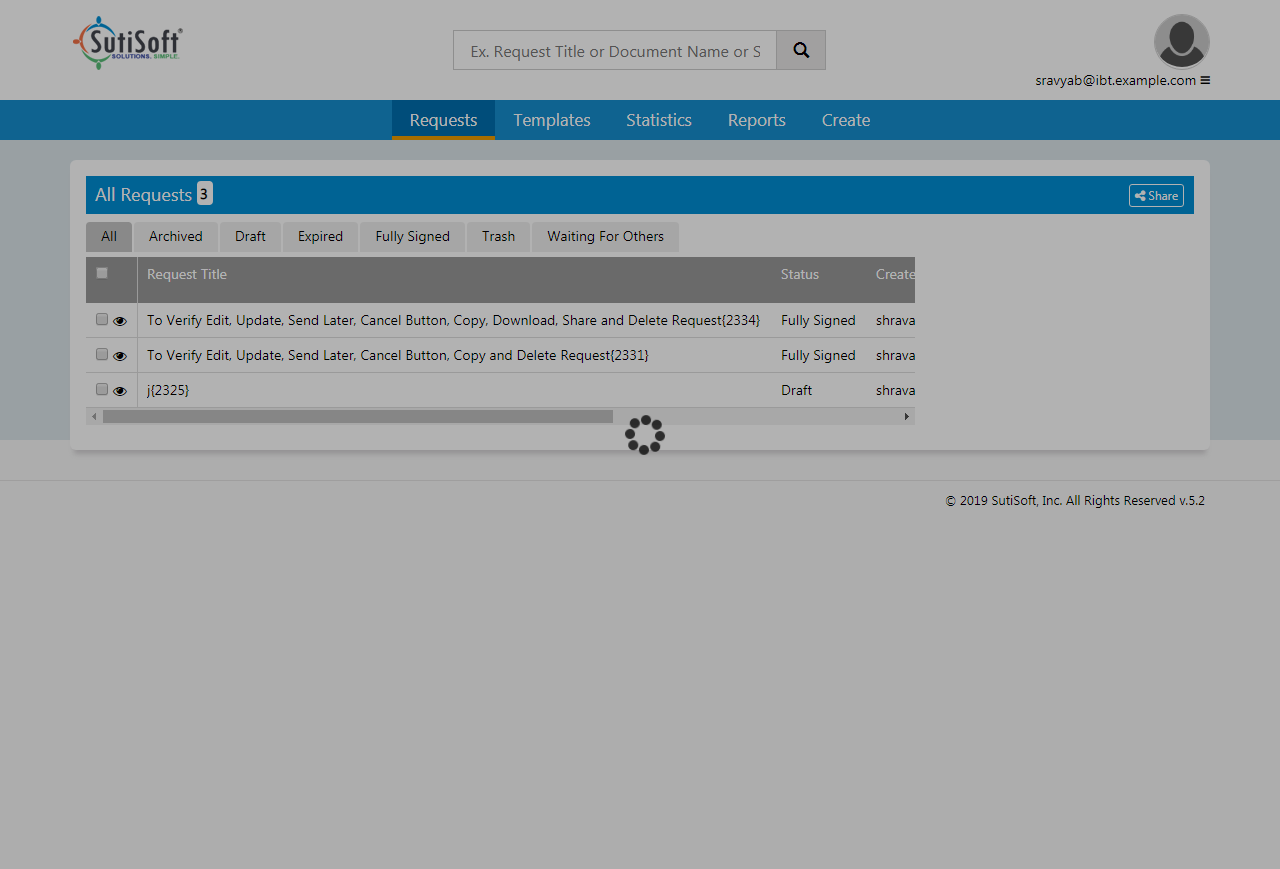 SutiSoft®
SOLUTIONS. SIMPLE.
Ex. Request Title or Document Name or S
sravyab@ibt.example.com
Requests Templates Statistics Reports Create
All Requests 3
Share
All Archived Draft Expired Fully Signed Trash Waiting For Others
Request Title Status Create
To Verify Edit, Update, Send Later, Cancel Button, Copy, Download, Share and Delete Request{2334} Fully Signed shrava
To Verify Edit, Update, Send Later, Cancel Button, Copy and Delete Request{2331} Fully Signed shrava
j{2325} Draft shrava
© 2019 SutiSoft, Inc. All Rights Reserved v.5.2